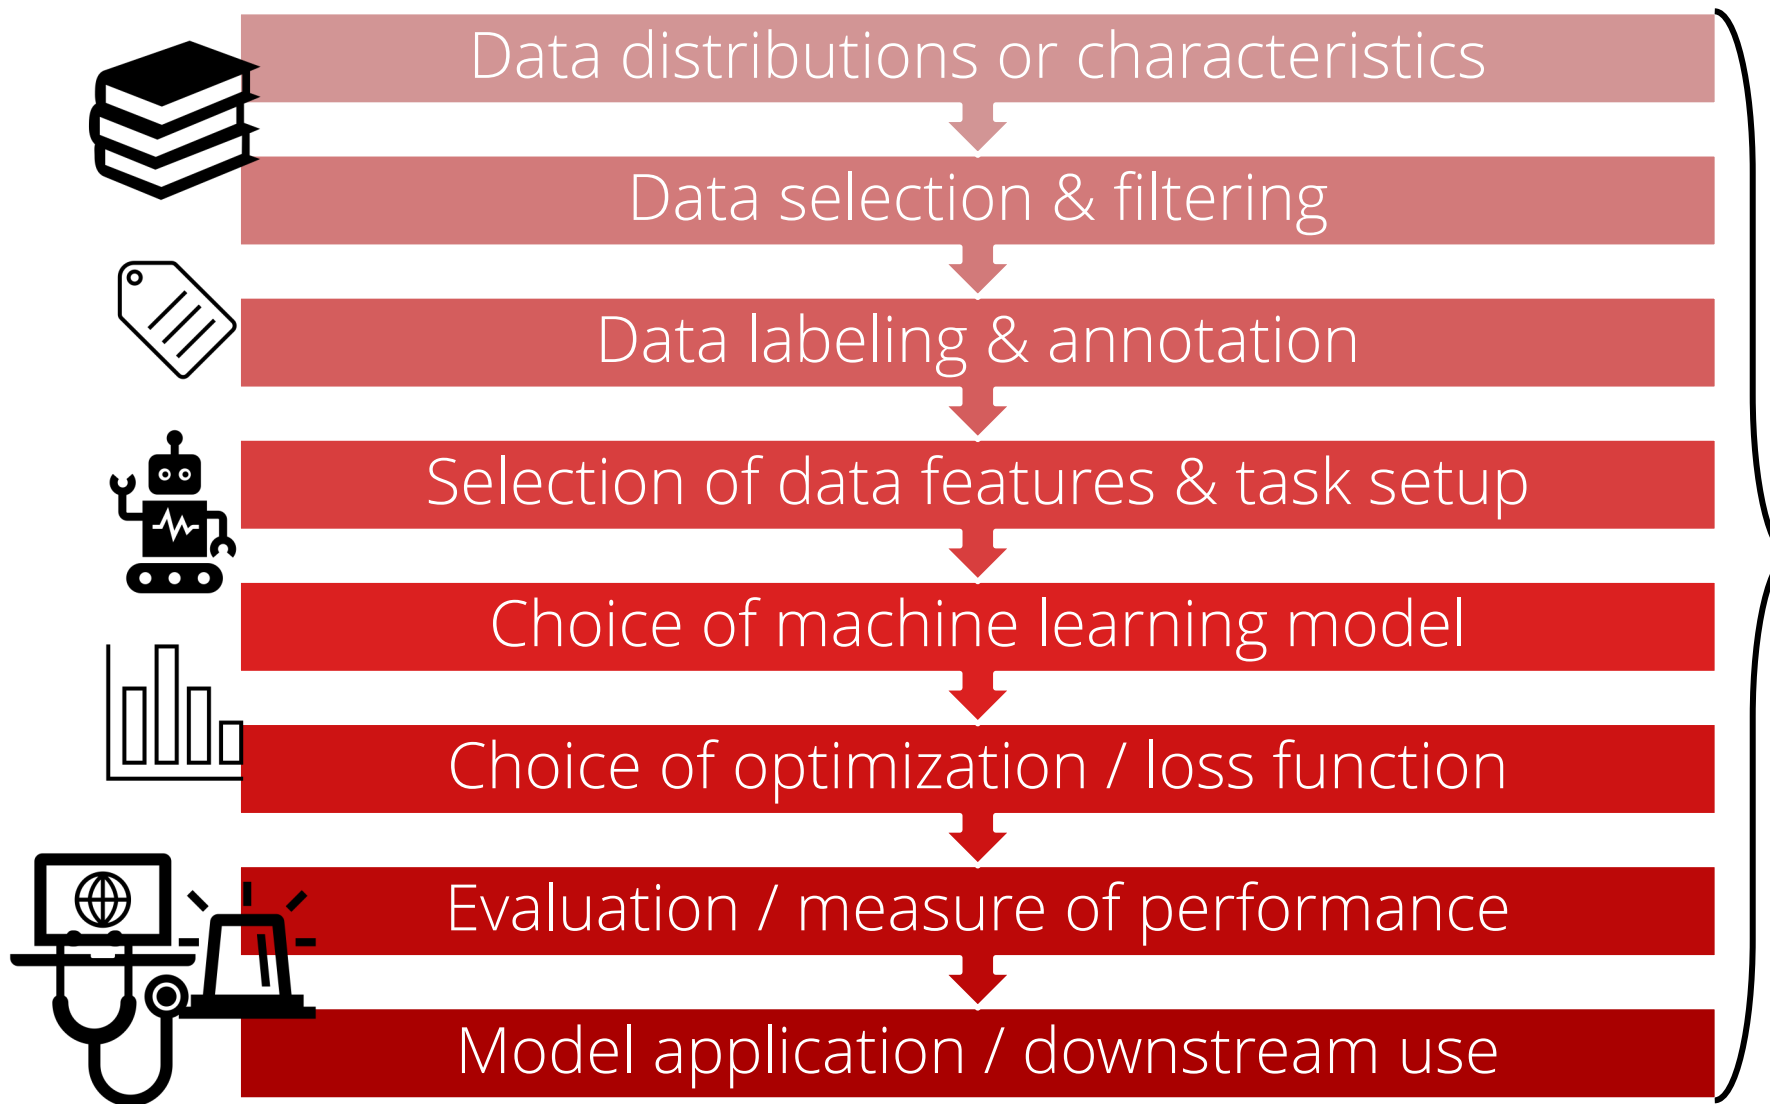 Data distributions or characteristics
Data selection & filtering
Data labeling & annotation
Selection of data features & task setup
Choice of machine learning model
Choice of optimization / loss function
Evaluation / measure of performance
Model application / downstream use